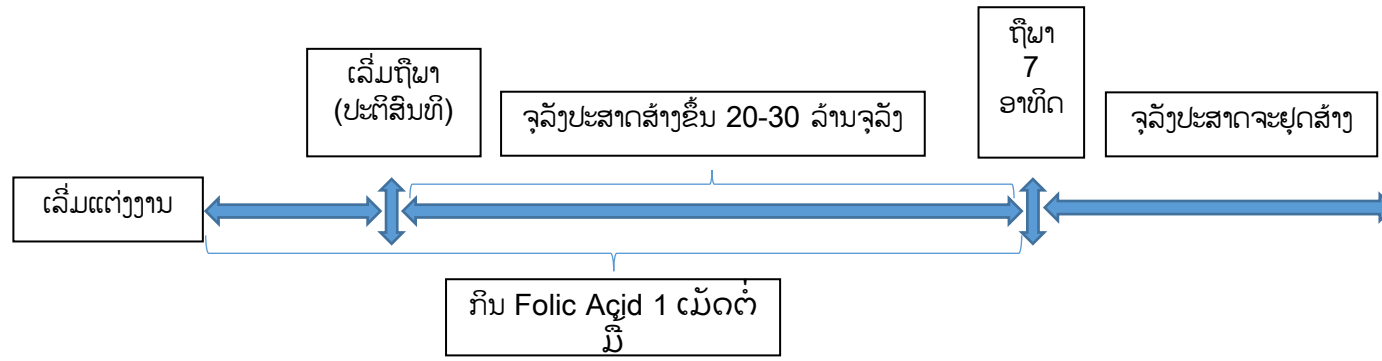 ເລີ່ມແຕ່ງງານ
ເລີ່ມຖືພາ
(ປະຕິສົນທິ)
ຈຸລັງປະສາດສ້າງຂຶ້ນ 20-30 ລ້ານຈຸລັງ
ຖືພາ
7
ອາທິດ
ຈຸລັງປະສາດຈະຢຸດສ້າງ
ກິນ Folic Acid 1 ເມັດຕໍ່
ມື້